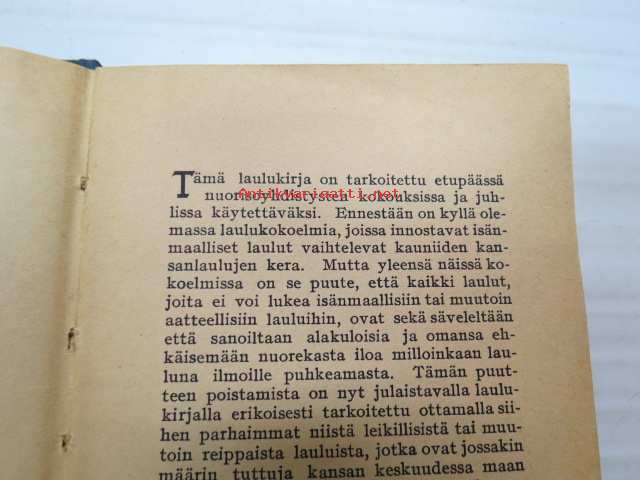 Tämä laulukirja on tarkoitettu etupäässä
nuorisoyhdistysten kokouksissa ja juh-
lissa käytettäväksi. Ennestään on kyllä ole-
massa laulukokoelmia, joissa innostavat isän-
maalliset laulut vaihtelevat kauniiden kan-
sanlaulujen kera. Mutta yleensä näissä ko-
koelmissa on se puute, että kaikki laulut,
joita ei voi lukea isänmaallisiin tai muutoin
aatteellisiin lauluihin, ovat sekä säveleltään
että sanoiltaan alakuloisia ja omansa eh-
käisemään nuorekasta iloa milloinkaan lau-
luna ilmoille puhkeamasta. Tämän puut-
teen poistamista on nyt julaistavalla laulu-
kirjalla erikoisesti tarkoitettu ottamalla sii-
hen parhaimmat niistä leikillisistä tai muu-
toin reippaista lauluista, jotka ovat jossakin
määrin tuttuja kansan keskuudessa maan
Antikvariaatti.net